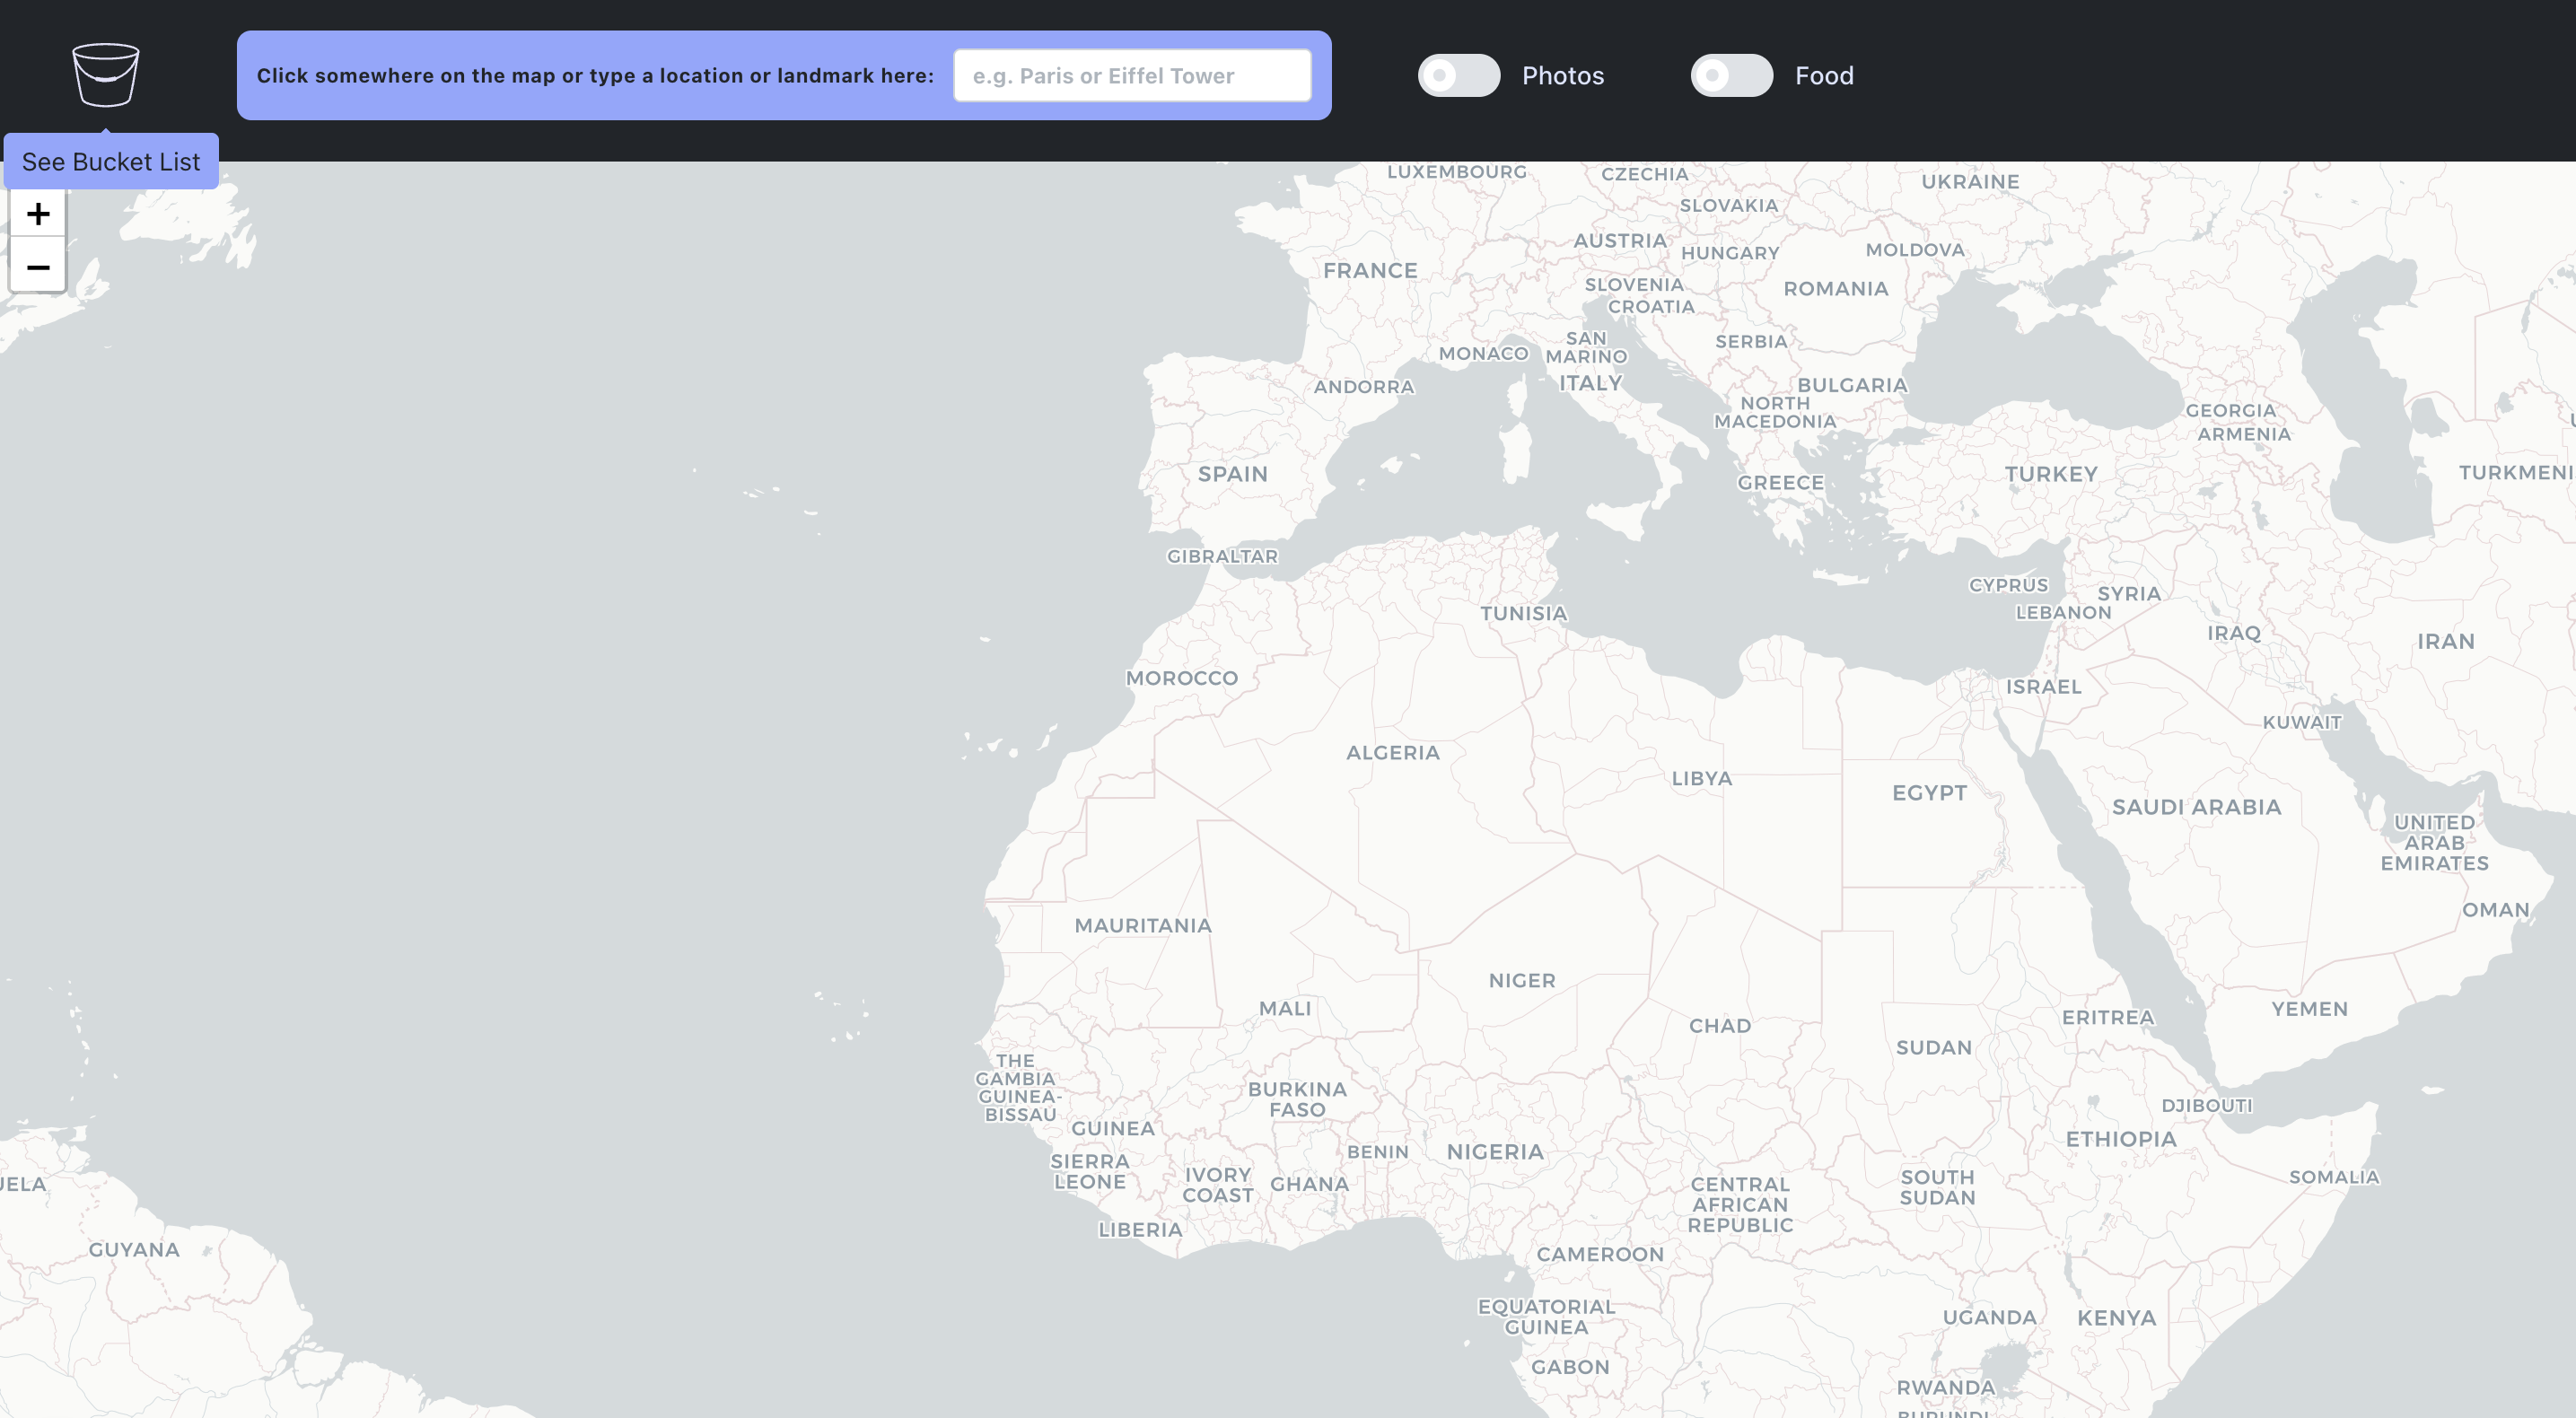 Click somewhere on the map or type a location or landmark here:
e.g. Paris or Eiffel Tower
Photos
Food
See Bucket List
+
−
LUXEMBOURG
CZECHIA
UKRAINE
SLOVAKIA
AUSTRIA
HUNGARY
MOLDOVA
FRANCE
SLOVENIA
ROMANIA
CROATIA
SAN
MARINO
SERBIA
MONACO
ITALY
ANDORRA
BULGARIA
NORTH
MACEDONIA
GEORGIA
ARMENIA
SPAIN
GREECE
TURKEY
TURKMENI
GIBRALTAR
CYPRUS
SYRIA
LEBANON
TUNISIA
IRAQ
IRAN
MOROCCO
ISRAEL
KUWAIT
ALGERIA
LIBYA
EGYPT
SAUDI ARABIA
UNITED
ARAB
EMIRATES
OMAN
MAURITANIA
NIGER
MALI
CHAD
ERITREA
YEMEN
SUDAN
THE
GAMBIA
GUINEA-
BISSAU
BURKINA
FASO
DJIBOUTI
GUINEA
BENIN
NIGERIA
ETHIOPIA
SIERRA
LEONE
IVORY
COAST
GHANA
CENTRAL
AFRICAN
REPUBLIC
SOUTH
SUDAN
SOMALIA
UELA
LIBERIA
GUYANA
CAMEROON
EQUATORIAL
GUINEA
UGANDA
KENYA
GABON
RWANDA
BURUNDI